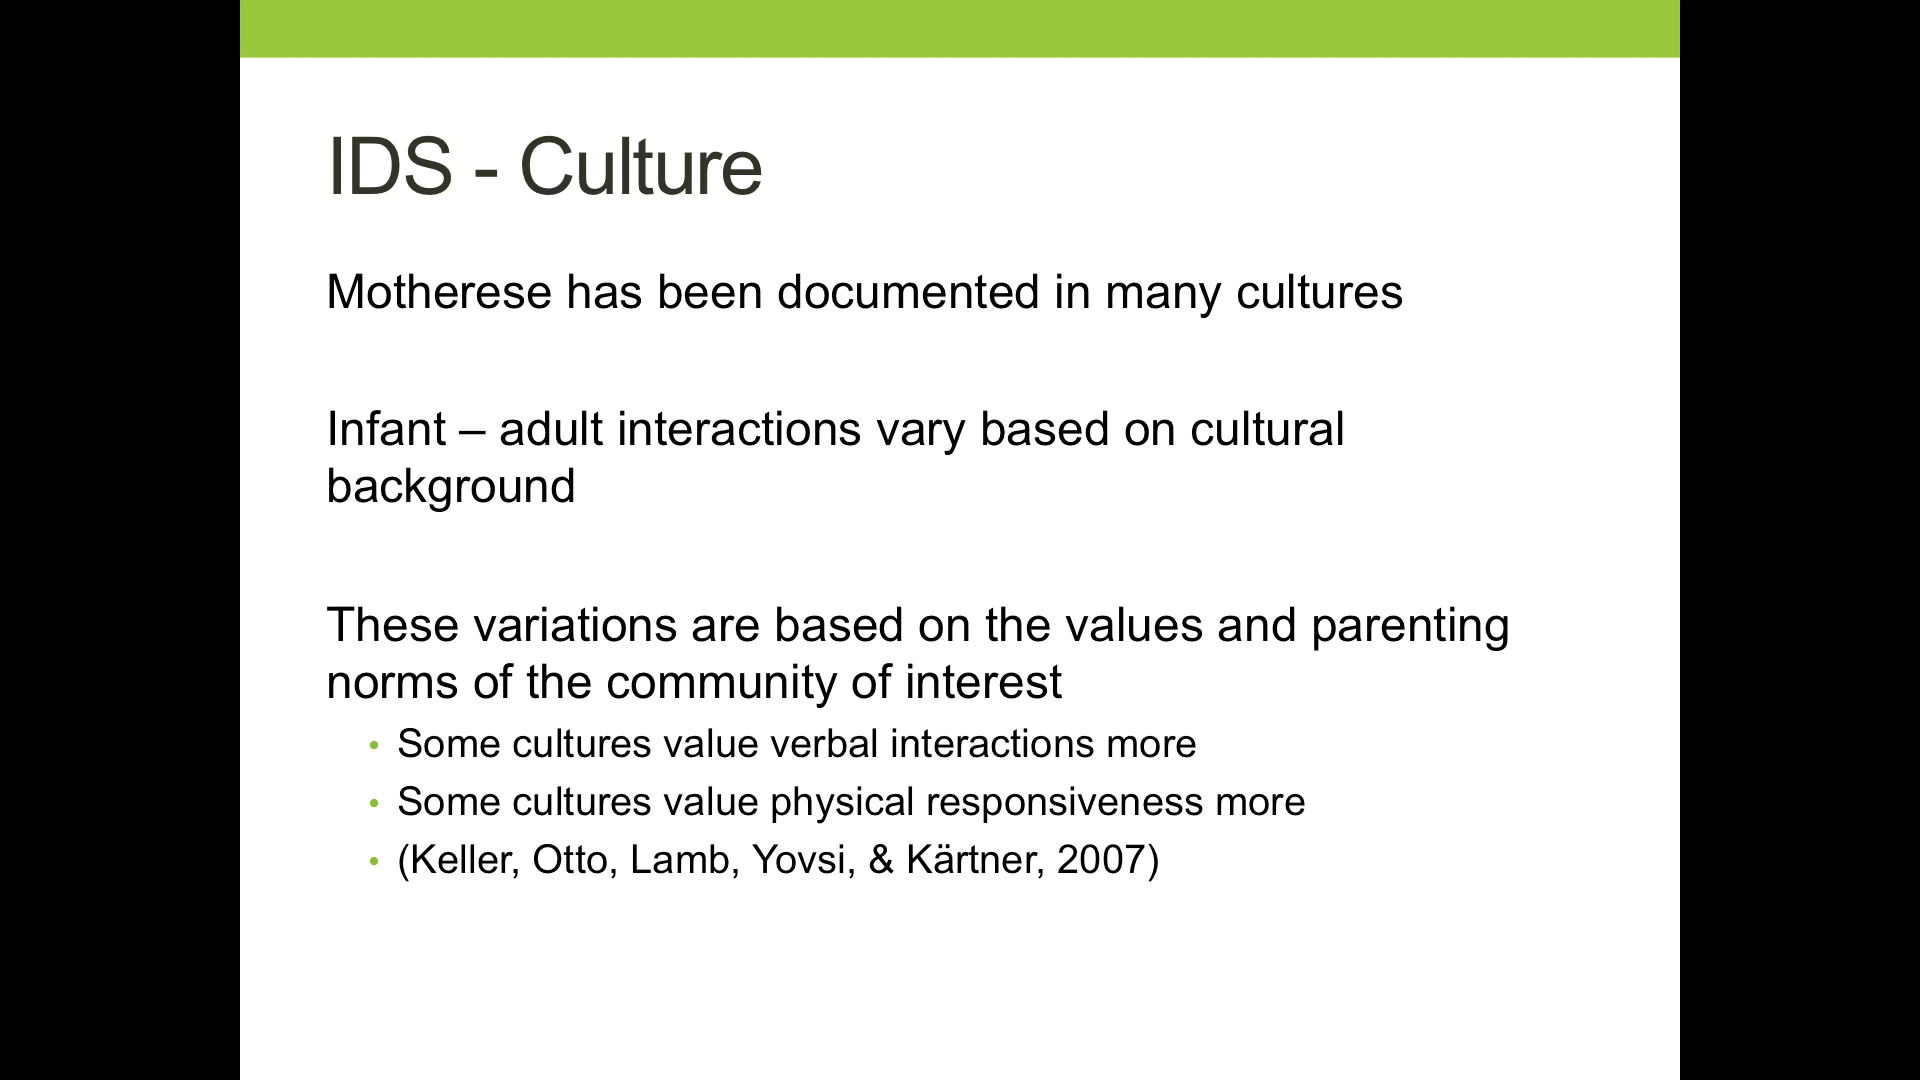 IDS - Culture
Motherese has been documented in many cultures
Infant – adult interactions vary based on cultural
background
These variations are based on the values and parenting
norms of the community of interest
• Some cultures value verbal interactions more
• Some cultures value physical responsiveness more
• (Keller, Otto, Lamb, Yovsi, & Kärtner, 2007)